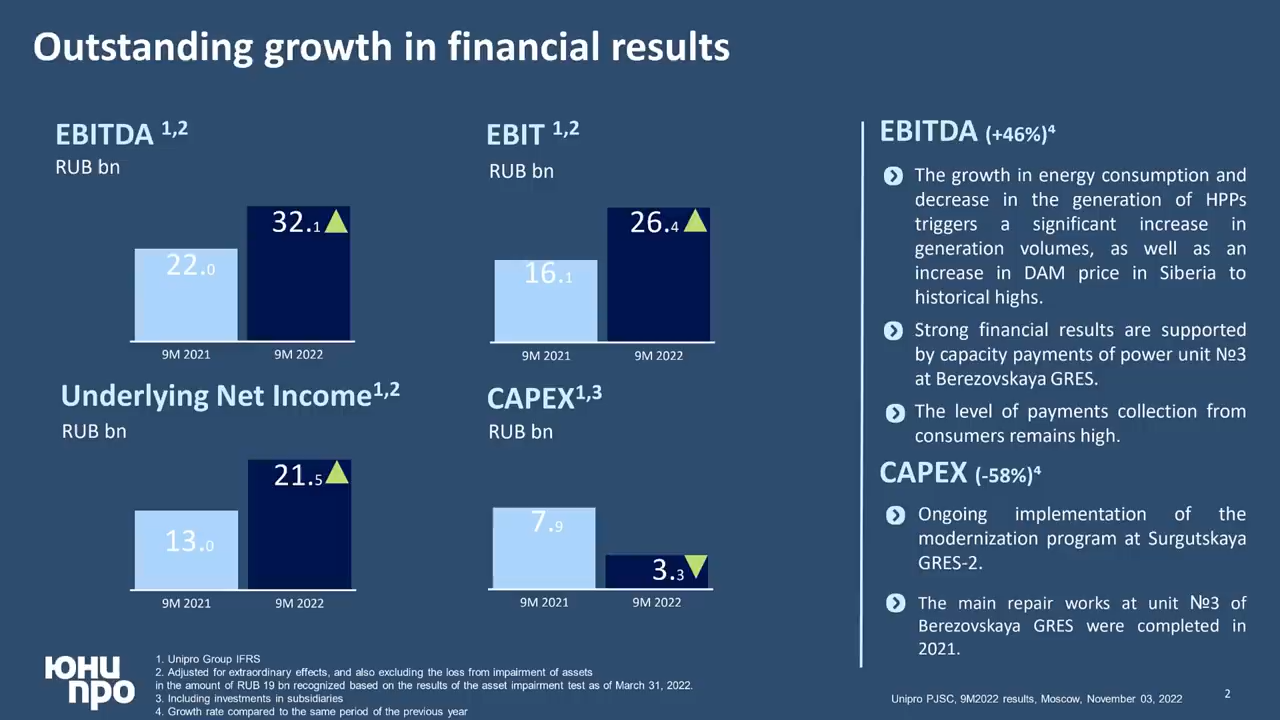 Outstanding growth in financial results
EBITDA 1,2
RUB bn
22.0
32.1
9M 2021
9M 2022
EBIT 1,2
RUB bn
16.1
26.4
9M 2021
9M 2022
Underlying Net Income1,2
RUB bn
13.0
21.5
9M 2021
9M 2022
CAPEX1,3
RUB bn
7.9
3.3
9M 2021
9M 2022
EBITDA (+46%)4
The growth in energy consumption and
decrease in the generation of HPPs
triggers a significant increase in
generation volumes, as well as an
increase in DAM price in Siberia to
historical highs.
Strong financial results are supported
by capacity payments of power unit №3
at Berezovskaya GRES.
The level of payments collection from
consumers remains high.
CAPEX (-58%)4
Ongoing implementation of the
modernization program at Surgutskaya
GRES-2.
The main repair works at unit №3 of
Berezovskaya GRES were completed in
2021.
юни
про
1. Unipro Group IFRS
2. Adjusted for extraordinary effects, and also excluding the loss from impairment of assets
in the amount of RUB 19 bn recognized based on the results of the asset impairment test as of March 31, 2022.
3. Including investments in subsidiaries
4. Growth rate compared to the same period of the previous year
Unipro PJSC, 9M2022 results, Moscow, November 03, 2022
2